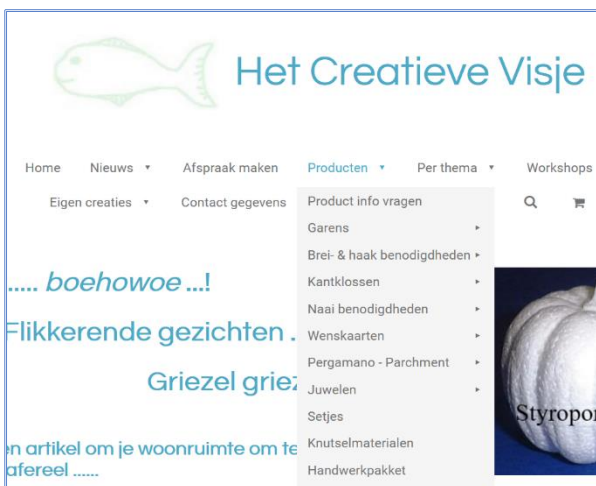 Het Creatieve Visje
Home Nieuws Afspraak maken Producten Per thema Workshops
Eigen creaties Contact gegevens
Product info vragen
Garens
Brei- & haak benodigdheden
Kantklossen
Naai benodigdheden
Wenskaarten
Pergamano - Parchment
Juwelen
Setjes
Knutselmaterialen
Handwerkpakket
..... boehowoe ...!
Flikkerende gezichten .
Griezel griez
en artikel om je woonruimte om te
afereel ......
Styropor